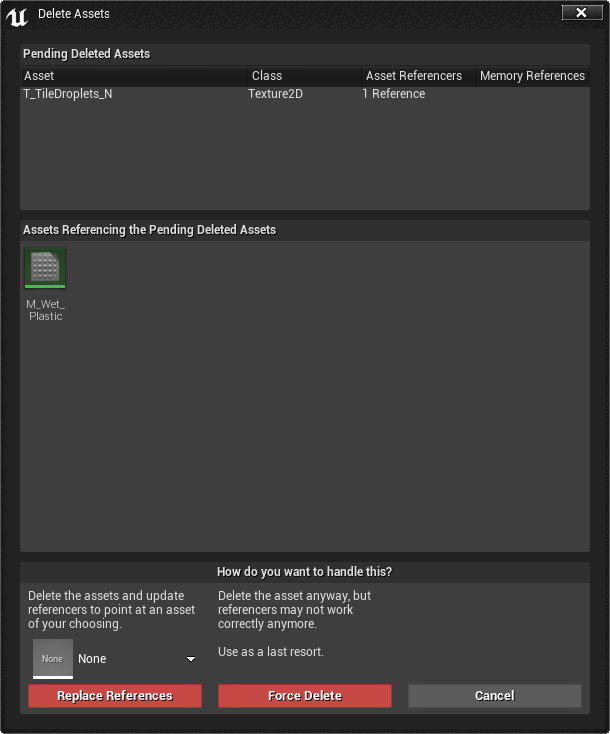 Delete Assets
Pending Deleted Assets
Asset Class Asset Referencers Memory References
T_TileDroplets_N Texture2D 1 Reference
Assets Referencing the Pending Deleted Assets
M_Wet_
Plastic
How do you want to handle this?
Delete the assets and update
referencers to point at an asset
of your choosing.
Delete the asset anyway, but
referencers may not work
correctly anymore.
Use as a last resort.
None None
Replace References Force Delete Cancel